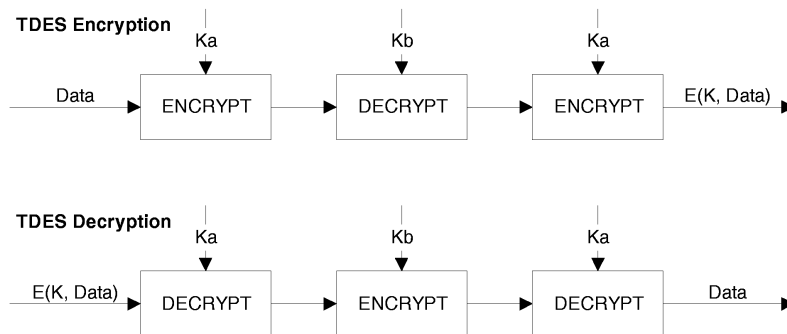 TDES Encryption
Ka Kb Ka
Data ENCRYPT DECRYPT ENCRYPT E(K, Data)
TDES Decryption
Ka Kb Ka
E(K, Data) DECRYPT ENCRYPT DECRYPT Data